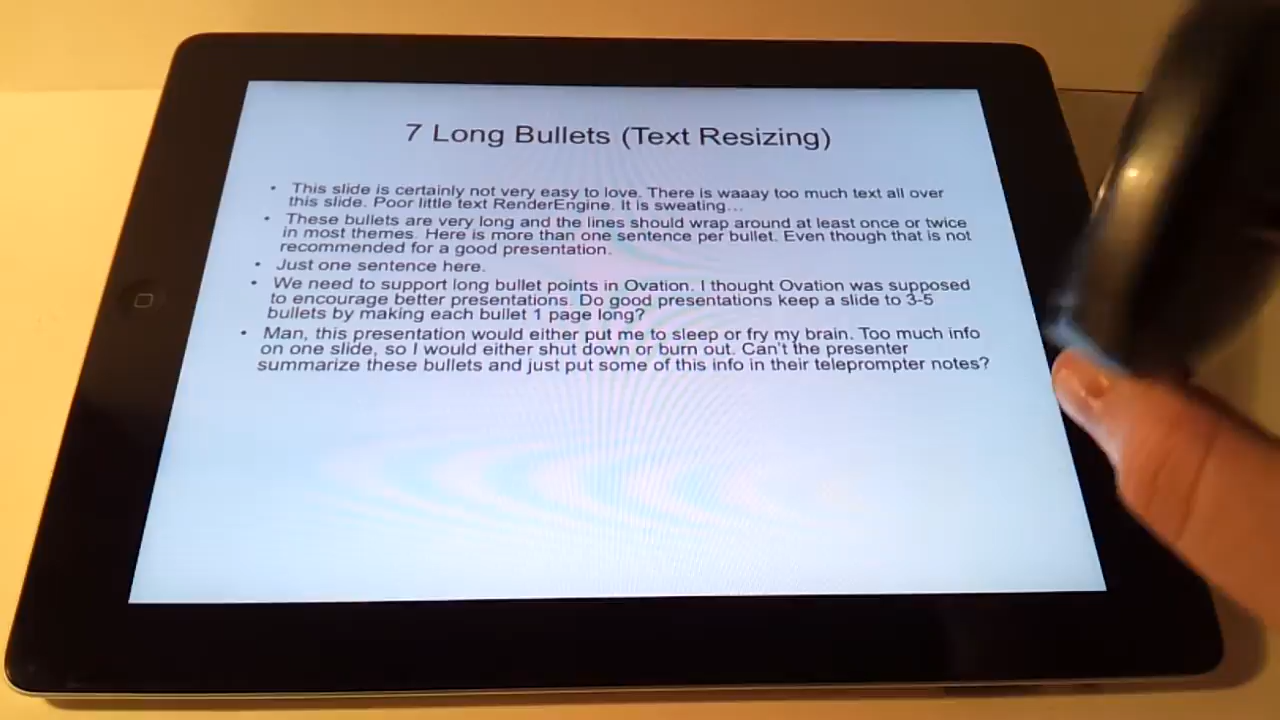 7 Long Bullets (Text Resizing)
• This slide is certainly not very easy to love. There is waaay too much text all over
this slide. Poor little text RenderEngine. It is sweating...
• These bullets are very long and the lines should wrap around at least once or twice
in most themes. Here is more than one sentence per bullet. Even though that is not
recommended for a good presentation.
• Just one sentence here.
• We need to support long bullet points in Ovation. I thought Ovation was supposed
to encourage better presentations. Do good presentations keep a slide to 3-5
bullets by making each bullet 1 page long?
• Man, this presentation would either put me to sleep or fry my brain. Too much info
on one slide, so I would either shut down or burn out. Can't the presenter
summarize these bullets and just put some of this info in their teleprompter notes?